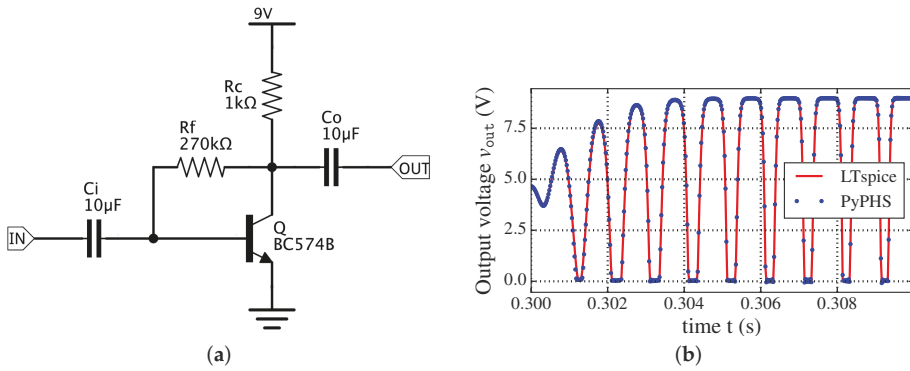 9V
Rc
1kΩ
Rf
270kΩ
Co
10µF
OUT
Ci
10µF
IN
Q
BC574B
(a)
Output voltage vout (V)
7.5
5.0
2.5
0.0
LTspice
PyPHS
0.300 0.302 0.304 0.306 0.308
time t (s)
(b)